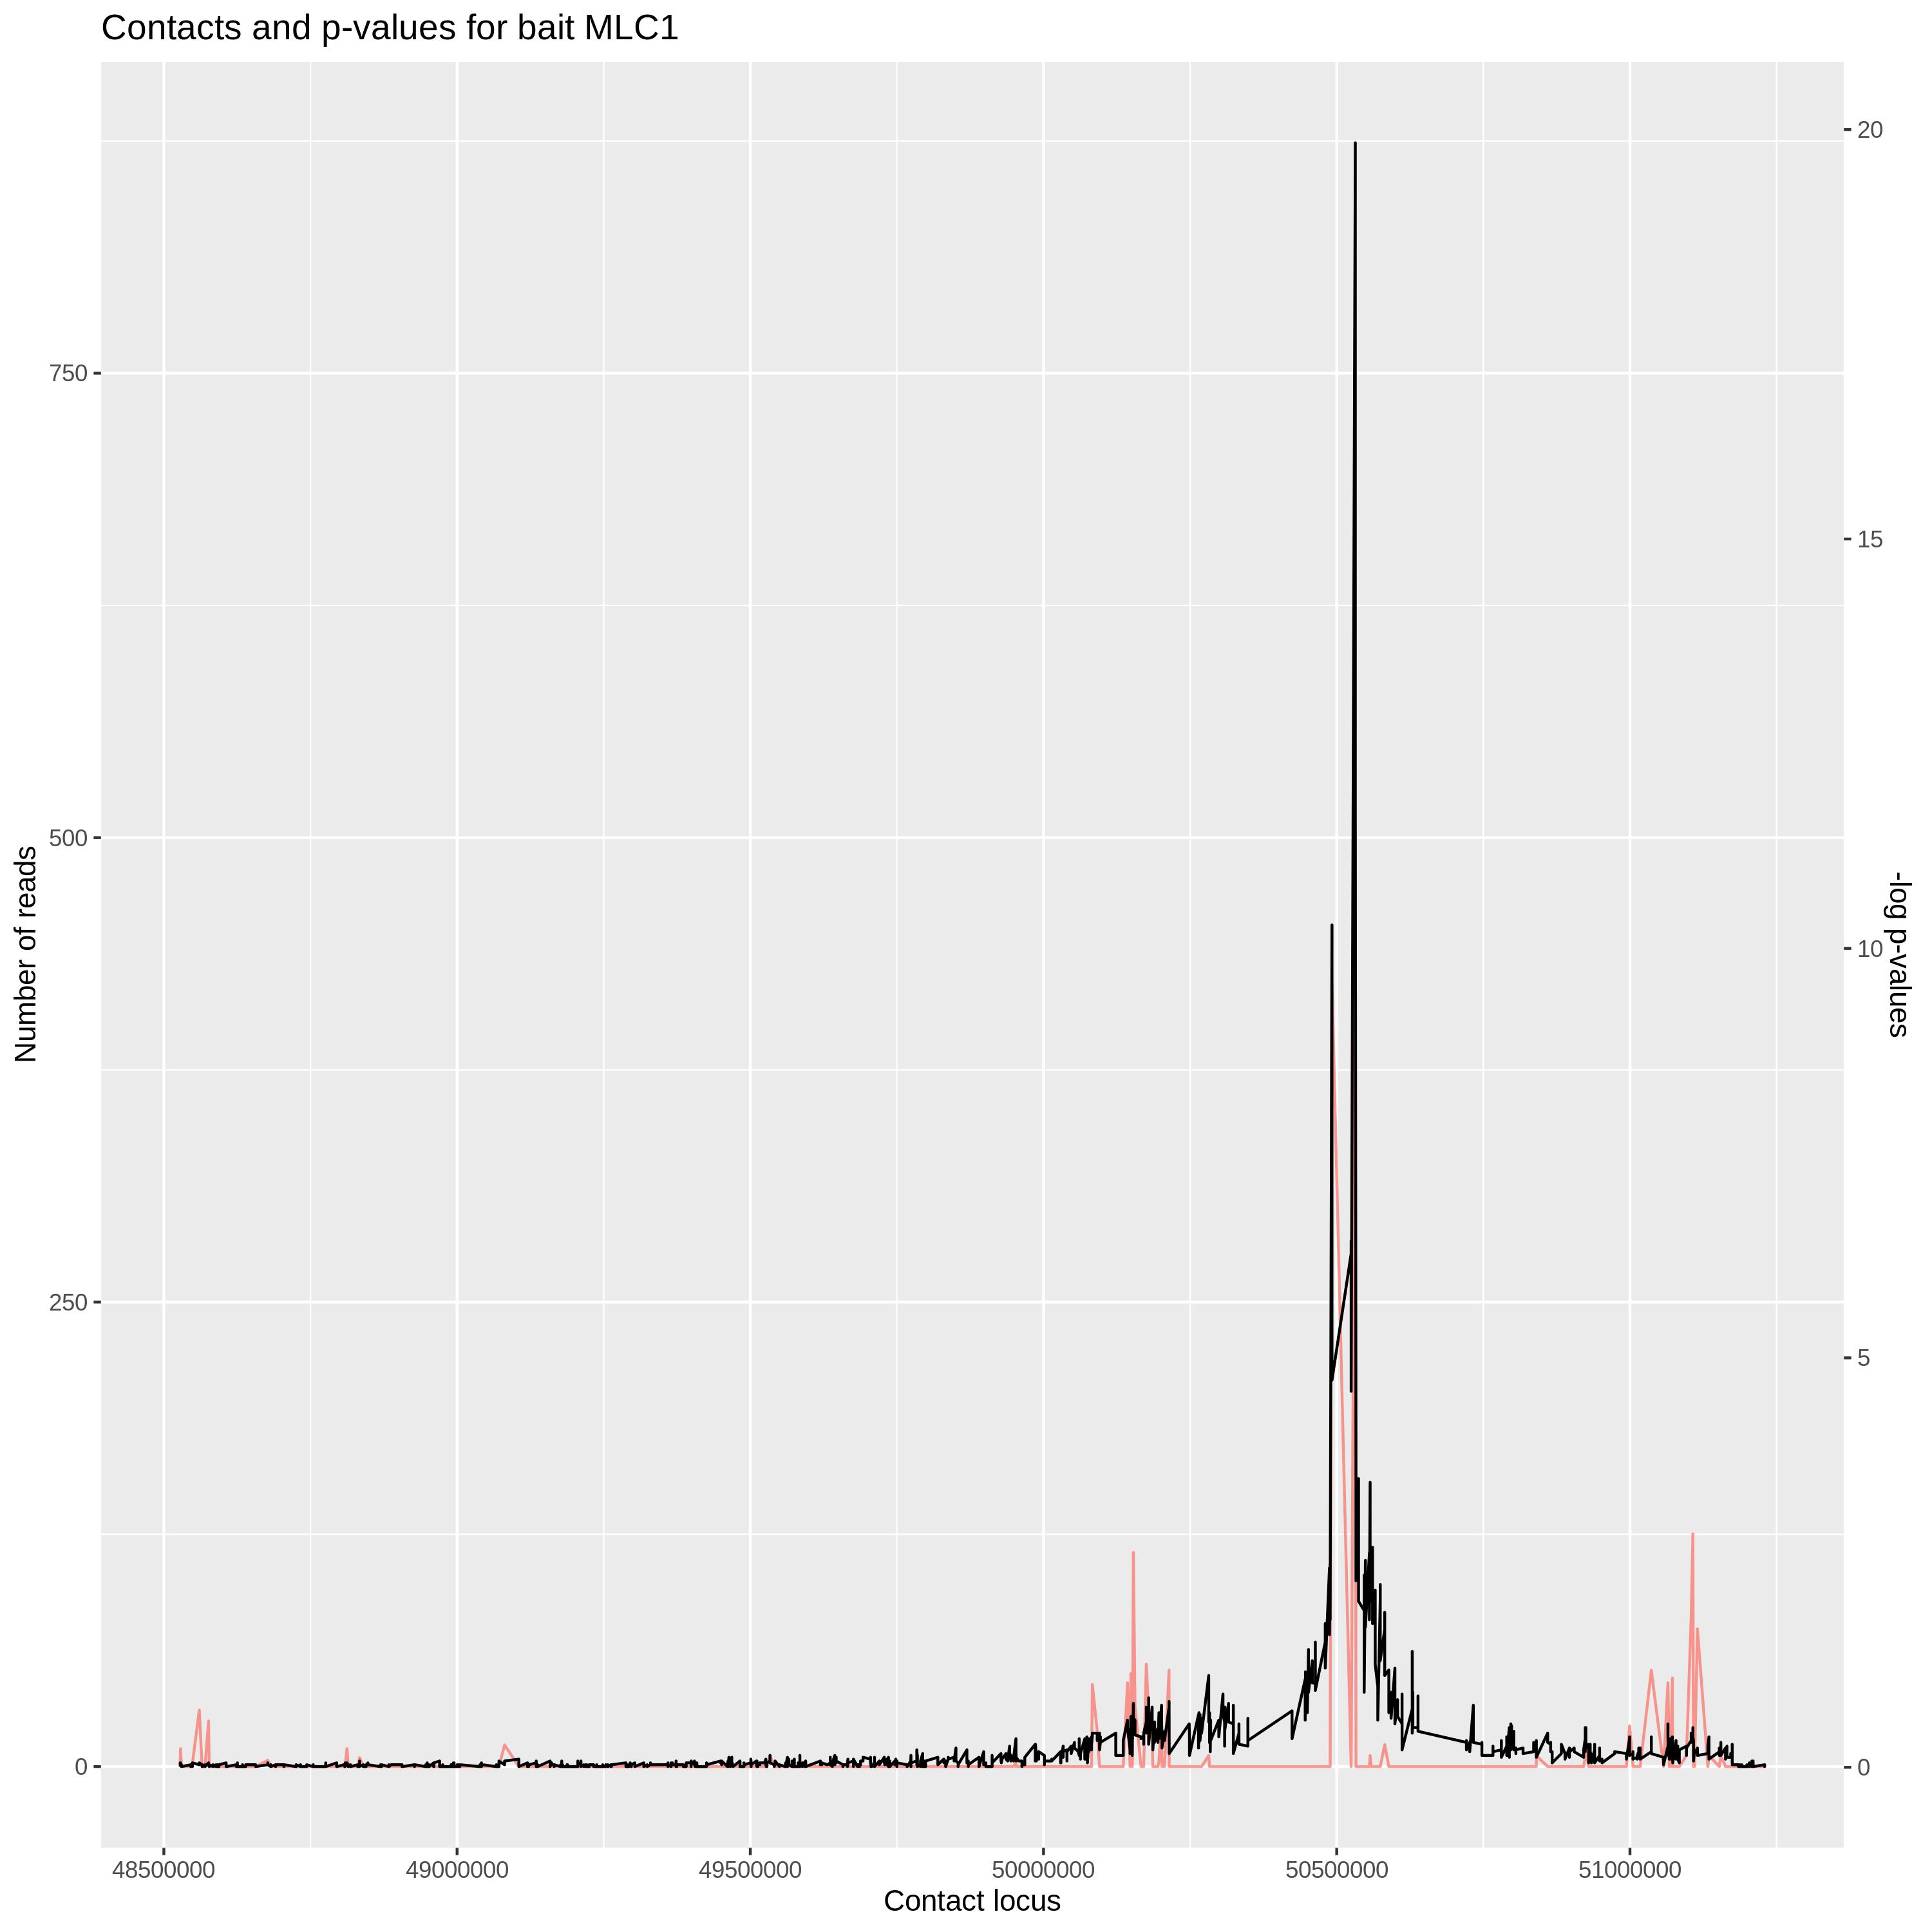 Contacts and p-values for bait MLC1
Number of reads
750
500
250
0
20
15
10
5
0
-log p-values
48500000 49000000 49500000 50000000 50500000 51000000
Contact locus